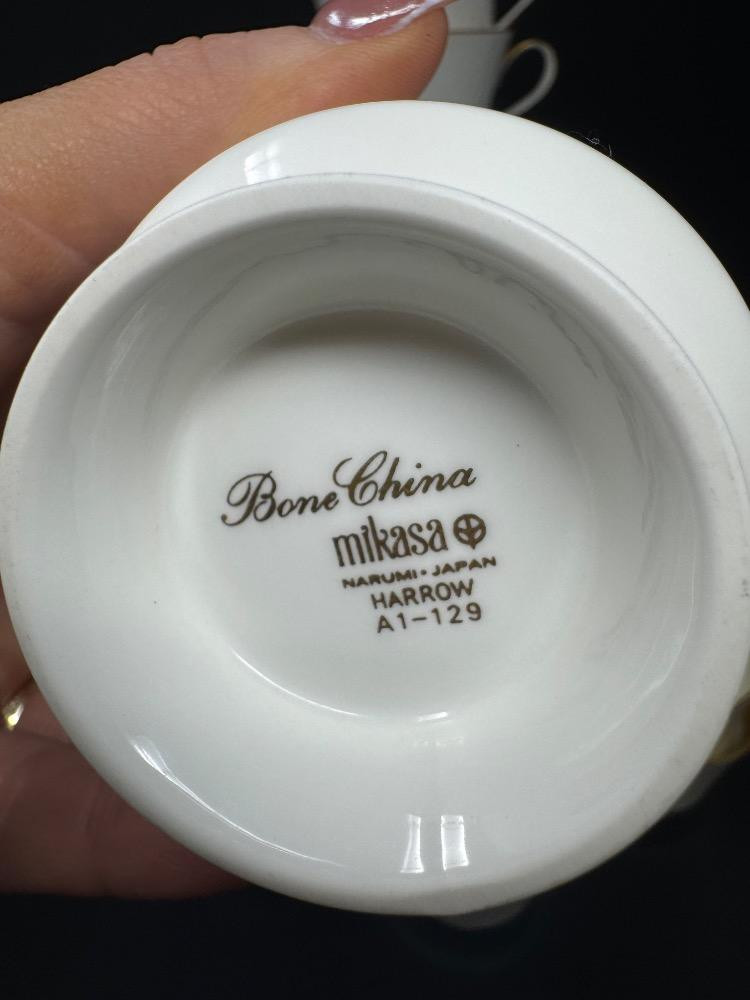 Bone China
mikasa
NARUMI • JAPAN
HARROW
A1-129